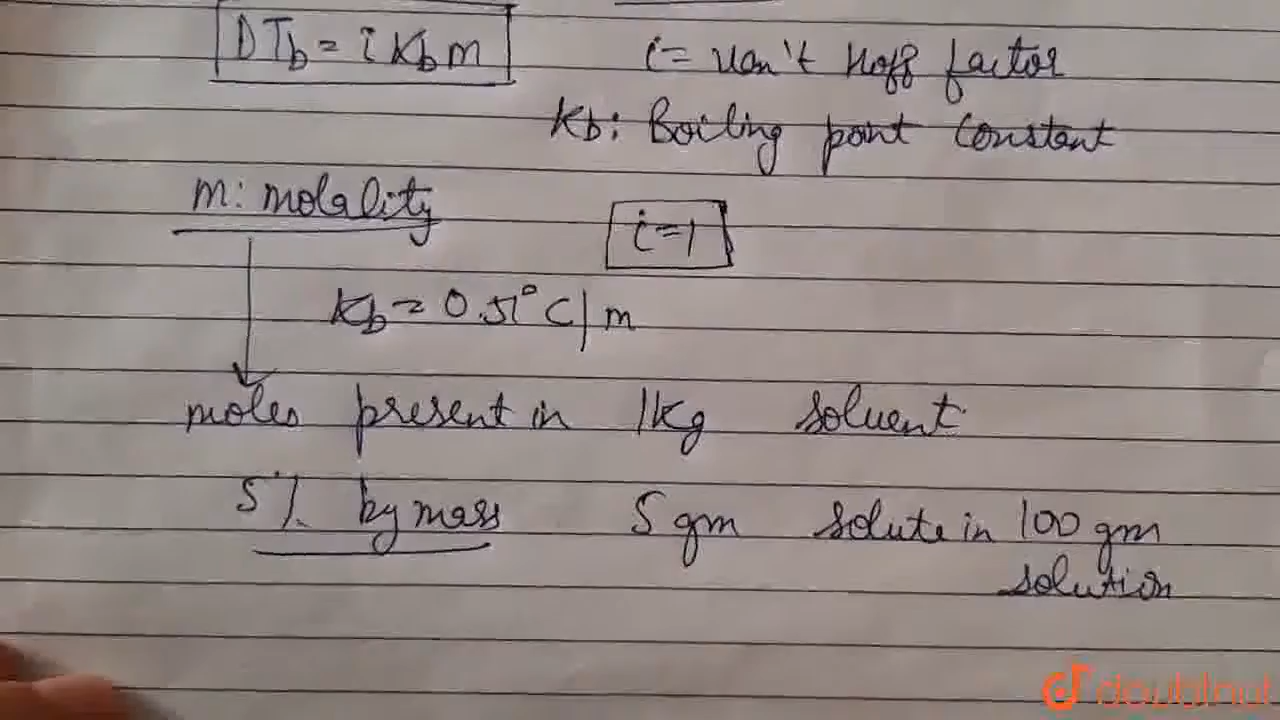 DTb = i Kb m
i = Van't Hoff factor
Kb: Boiling point Constant
m: molality
i=1
Kb = 0.51°C/m
moles present in 1kg solvent
5% by mass 5 gm solute in 100 gm
solution
doubtnut